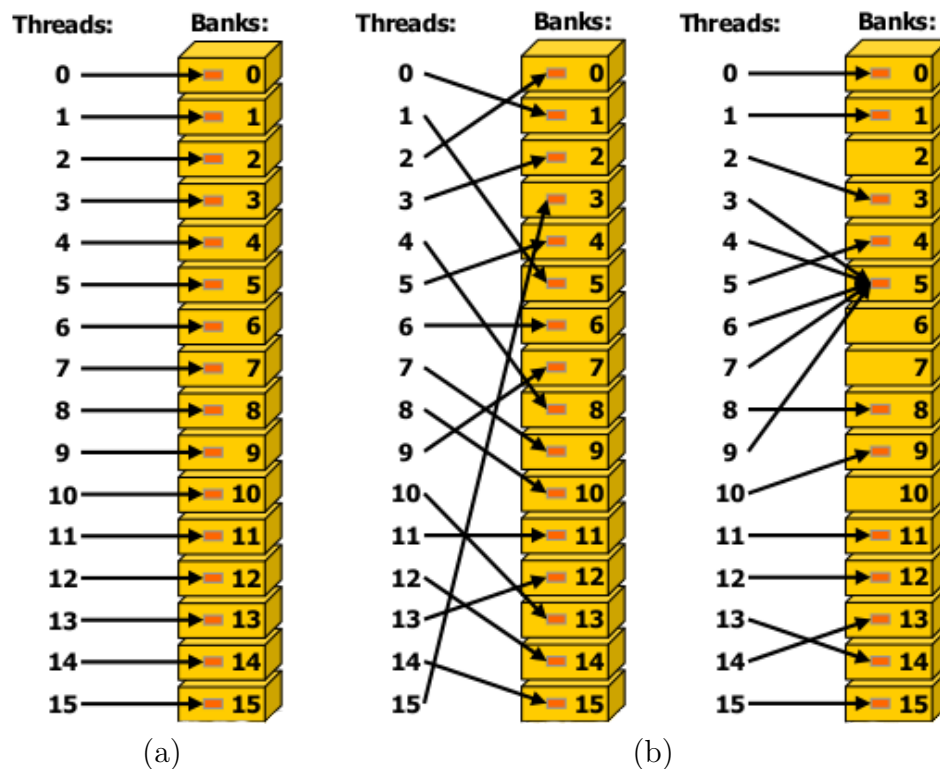 Threads: Banks: Threads: Banks: Threads: Banks:
0 0 0 0 0 0
1 1 1 1 1 1
2 2 2 2 2 2
3 3 3 3 3 3
4 4 4 4 4 4
5 5 5 5 5 5
6 6 6 6 6 6
7 7 7 7 7 7
8 8 8 8 8 8
9 9 9 9 9 9
10 10 10 10 10 10
11 11 11 11 11 11
12 12 12 12 12 12
13 13 13 13 13 13
14 14 14 14 14 14
15 15 15 15 15 15
(a) (b)